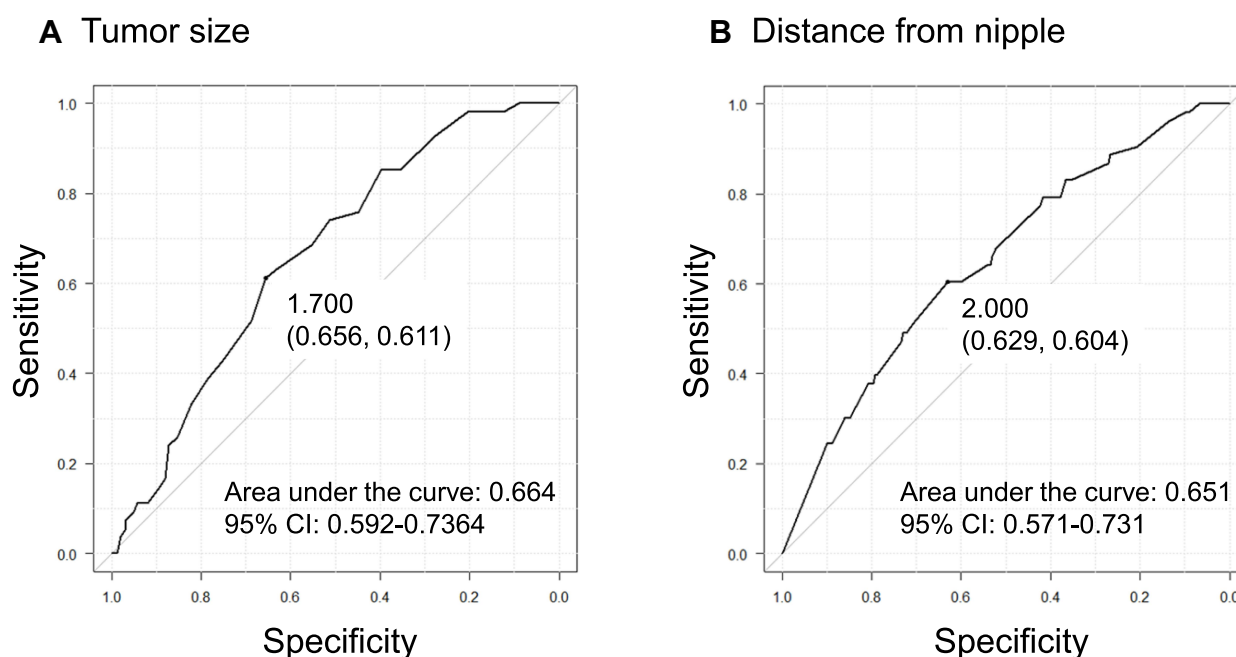 A Tumor size
1.0
0.8
0.6
0.4
0.2
0.0
Sensitivity
1.700
(0.656, 0.611)
Area under the curve: 0.664
95% CI: 0.592-0.7364
1.0 0.8 0.6 0.4 0.2 0.0
Specificity
B Distance from nipple
1.0
0.8
0.6
0.4
0.2
0.0
Sensitivity
2.000
(0.629, 0.604)
Area under the curve: 0.651
95% CI: 0.571-0.731
1.0 0.8 0.6 0.4 0.2 0.0
Specificity